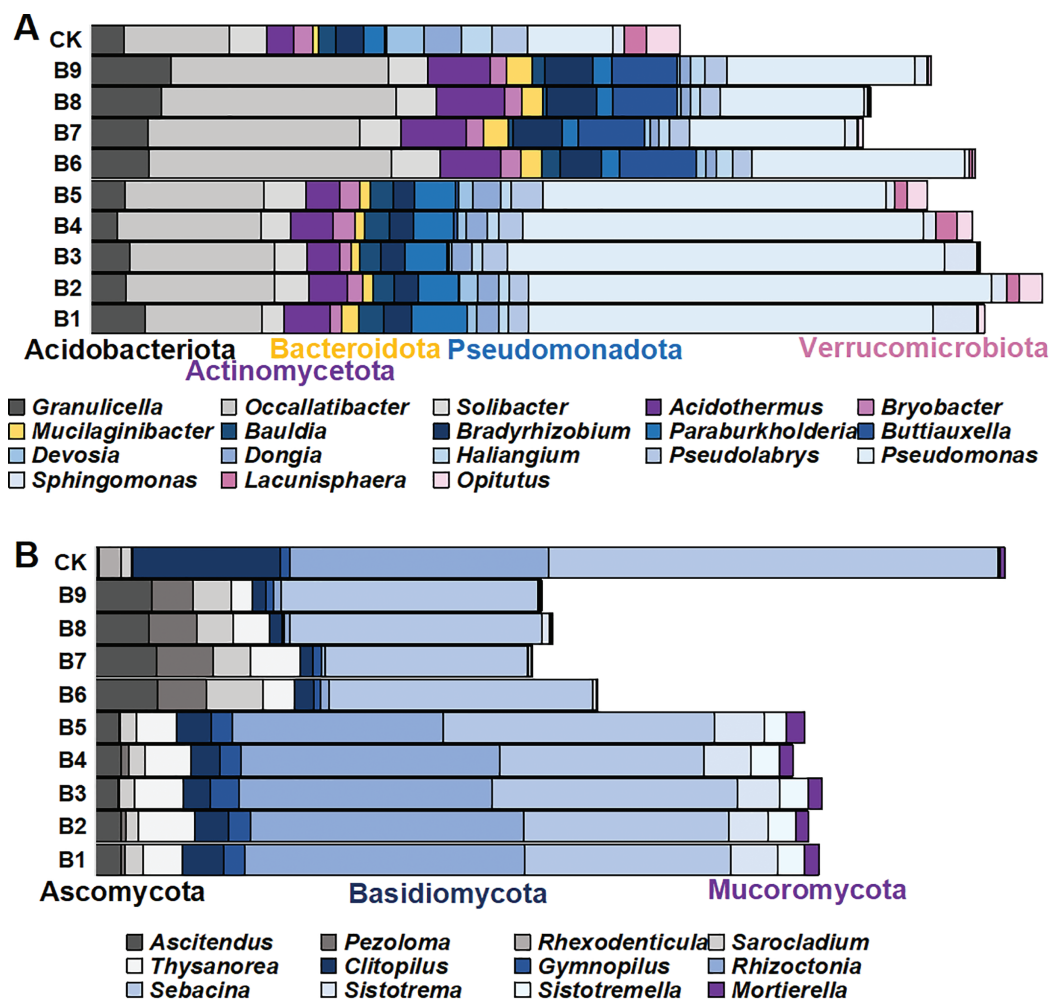 A
CK
B9
B8
B7
B6
B5
B4
B3
B2
B1
Acidobacteriota Bacteroidota Pseudomonadota Verrucomicrobiota
Actinomycetota
Granulicella Occallatibacter Solibacter Acidothermus Bryobacter
Mucilaginibacter Bauldia Bradyrhizobium Paraburkholderia Buttiauxella
Devosia Dongia Haliangium Pseudolabrys Pseudomonas
Sphingomonas Lacunisphaera Opitutus
B
CK
B9
B8
B7
B6
B5
B4
B3
B2
B1
Ascomycota Basidiomycota Mucoromycota
Ascitendus Pezoloma Rhexodenticula Sarocladium
Thysanorea Clitopilus Gymnopilus Rhizoctonia
Sebacina Sistotrema Sistotremella Mortierella